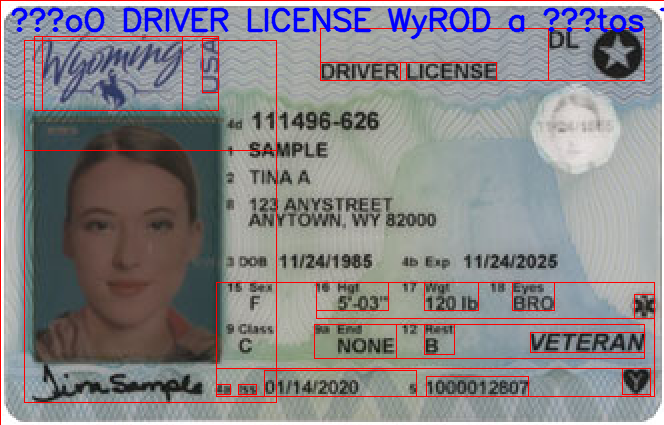 ???oO DRIVER LICENSE WyROD a ???tos
Wyoming USA
DRIVER LICENSE DL
4d 111496-626
1 SAMPLE
2 TINA A
8 123 ANYSTREET
ANYTOWN, WY 82000
3 DOB 11/24/1985 4b Exp 11/24/2025
15 Sex F 16 Hgt 5'-03" 17 Wgt 120 lb 18 Eyes BRO
9 Class C 9a End NONE 12 Rest B VETERAN
Tina Sample 4a ISS 01/14/2020 5 1000012807